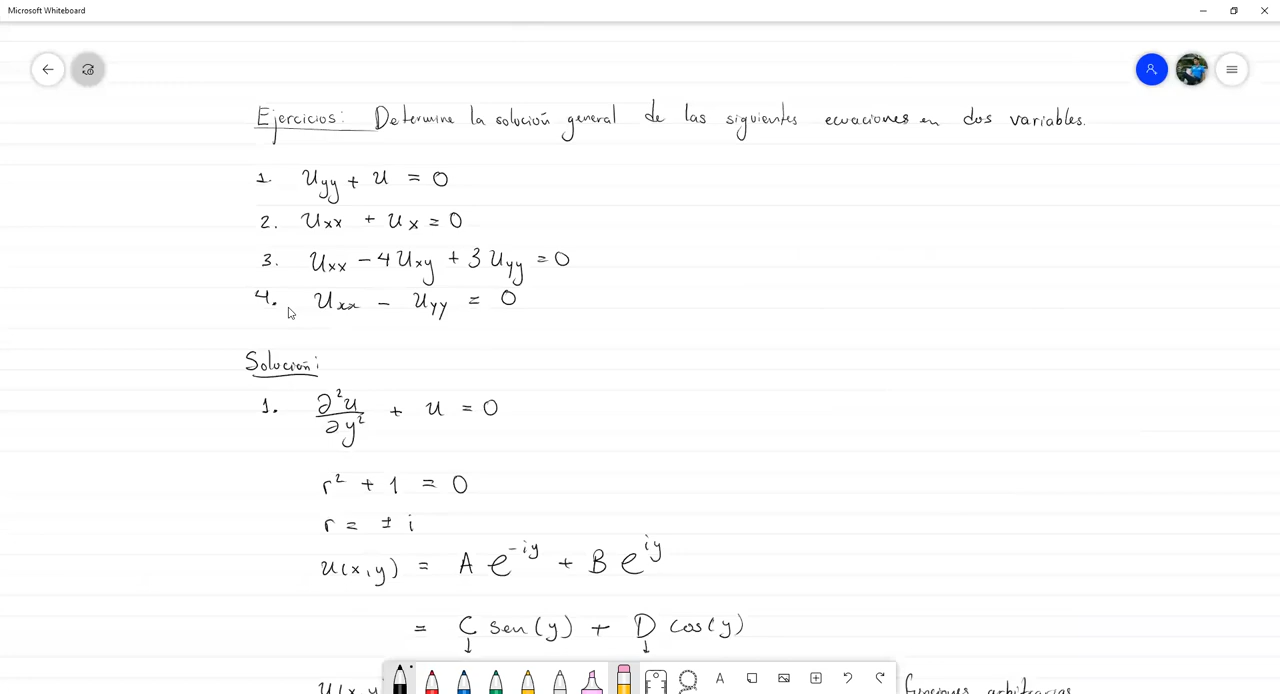 Microsoft Whiteboard
Ejercicios: Determine la solución general de las siguientes ecuaciones en dos variables.
1. u_yy + u = 0
2. u_xx + u_x = 0
3. u_xx - 4u_xy + 3u_yy = 0
4. u_xx - u_yy = 0
Solución:
1. ∂²u/∂y² + u = 0
r² + 1 = 0
r = ± i
u(x,y) = A e^{-iy} + B e^{iy}
= C sen(y) + D cos(y)
funciones arbitrarias